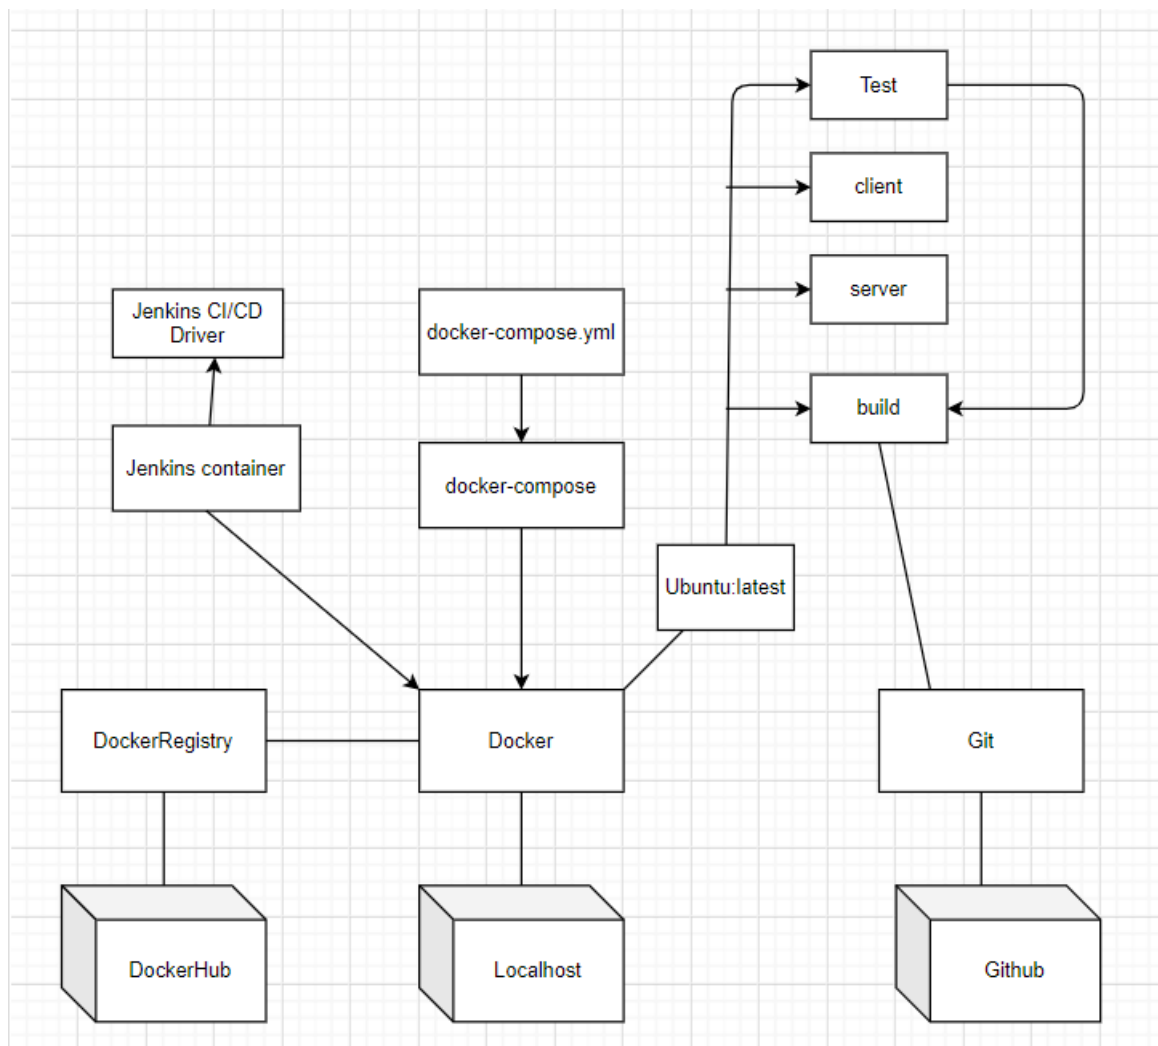 Test
client
server
Jenkins CI/CD
Driver
docker-compose.yml
build
Jenkins container
docker-compose
Ubuntu:latest
DockerRegistry
Docker
Git
DockerHub
Localhost
Github